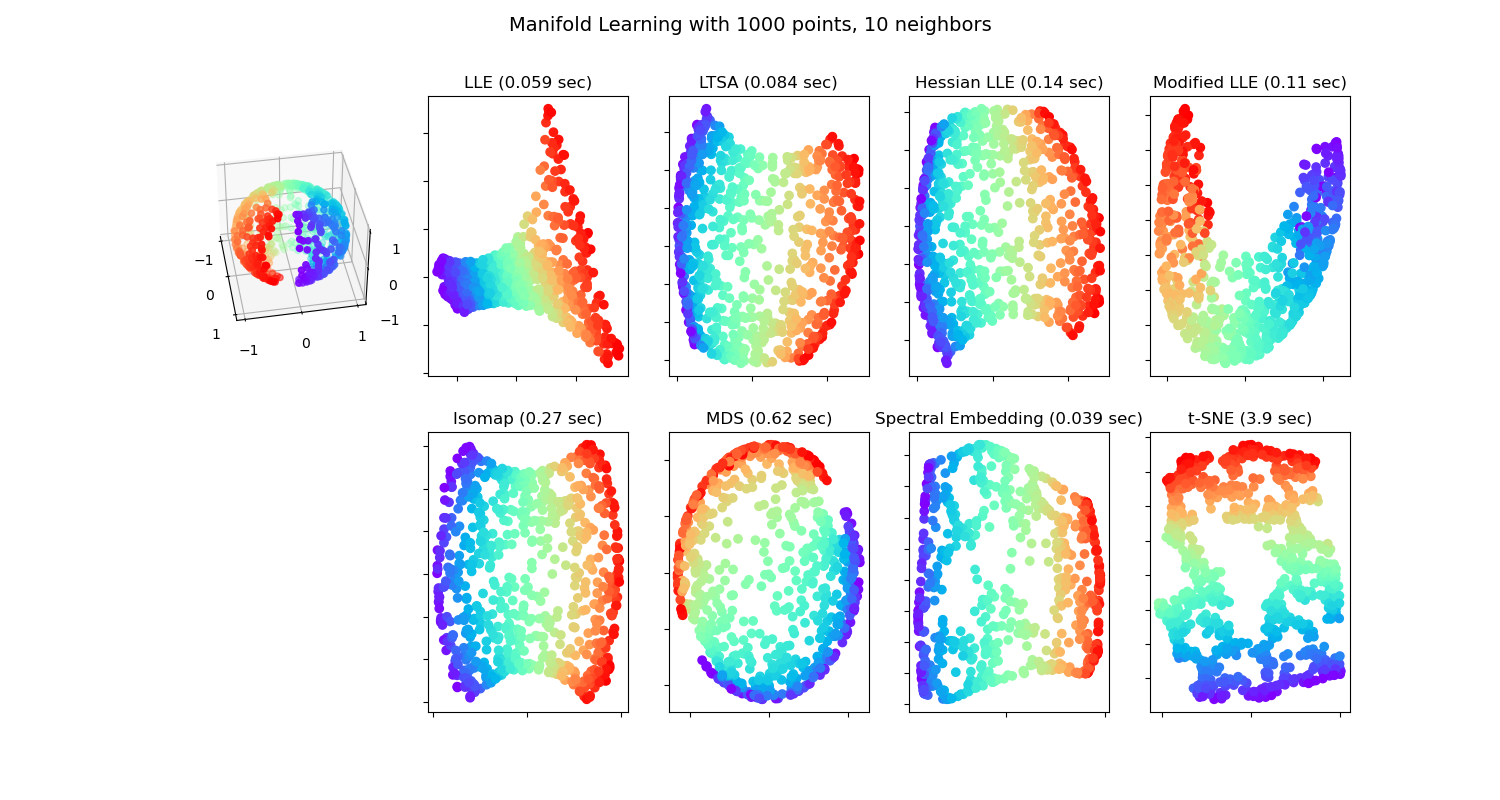 Manifold Learning with 1000 points, 10 neighbors
LLE (0.059 sec)
LTSA (0.084 sec)
Hessian LLE (0.14 sec)
Modified LLE (0.11 sec)
−1
0
1
−1
0
1
1
0
−1
Isomap (0.27 sec)
MDS (0.62 sec)
Spectral Embedding (0.039 sec)
t-SNE (3.9 sec)